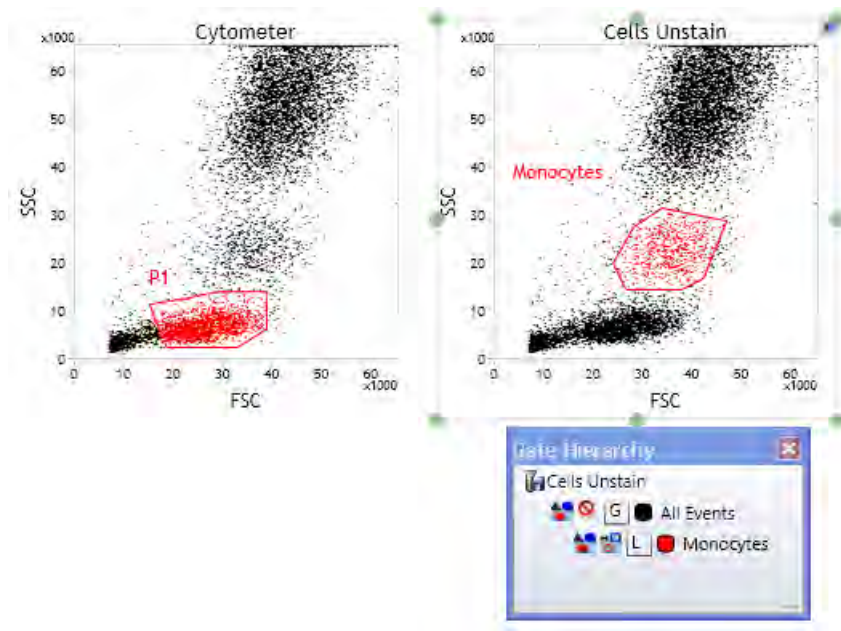 Cytometer
x1000
60
50
40
30
20
10
0
SSC
P1
0 10 20 30 40 50 60
x1000
FSC
Cells Unstain
x1000
60
50
40
30
20
10
0
SSC
Monocytes
0 10 20 30 40 50 60
x1000
FSC
Gate Hierarchy
Cells Unstain
G All Events
L Monocytes